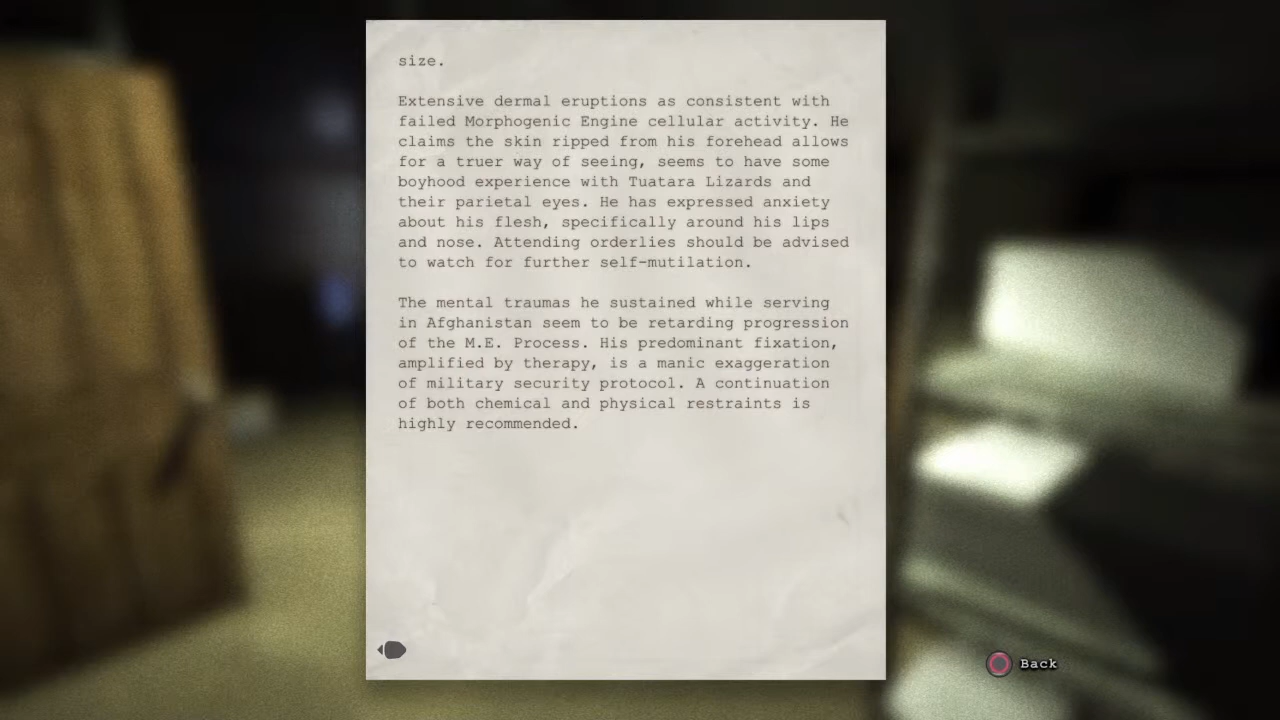 size.
Extensive dermal eruptions as consistent with
failed Morphogenic Engine cellular activity. He
claims the skin ripped from his forehead allows
for a truer way of seeing, seems to have some
boyhood experience with Tuatara Lizards and
their parietal eyes. He has expressed anxiety
about his flesh, specifically around his lips
and nose. Attending orderlies should be advised
to watch for further self-mutilation.
The mental traumas he sustained while serving
in Afghanistan seem to be retarding progression
of the M.E. Process. His predominant fixation,
amplified by therapy, is a manic exaggeration
of military security protocol. A continuation
of both chemical and physical restraints is
highly recommended.
Back